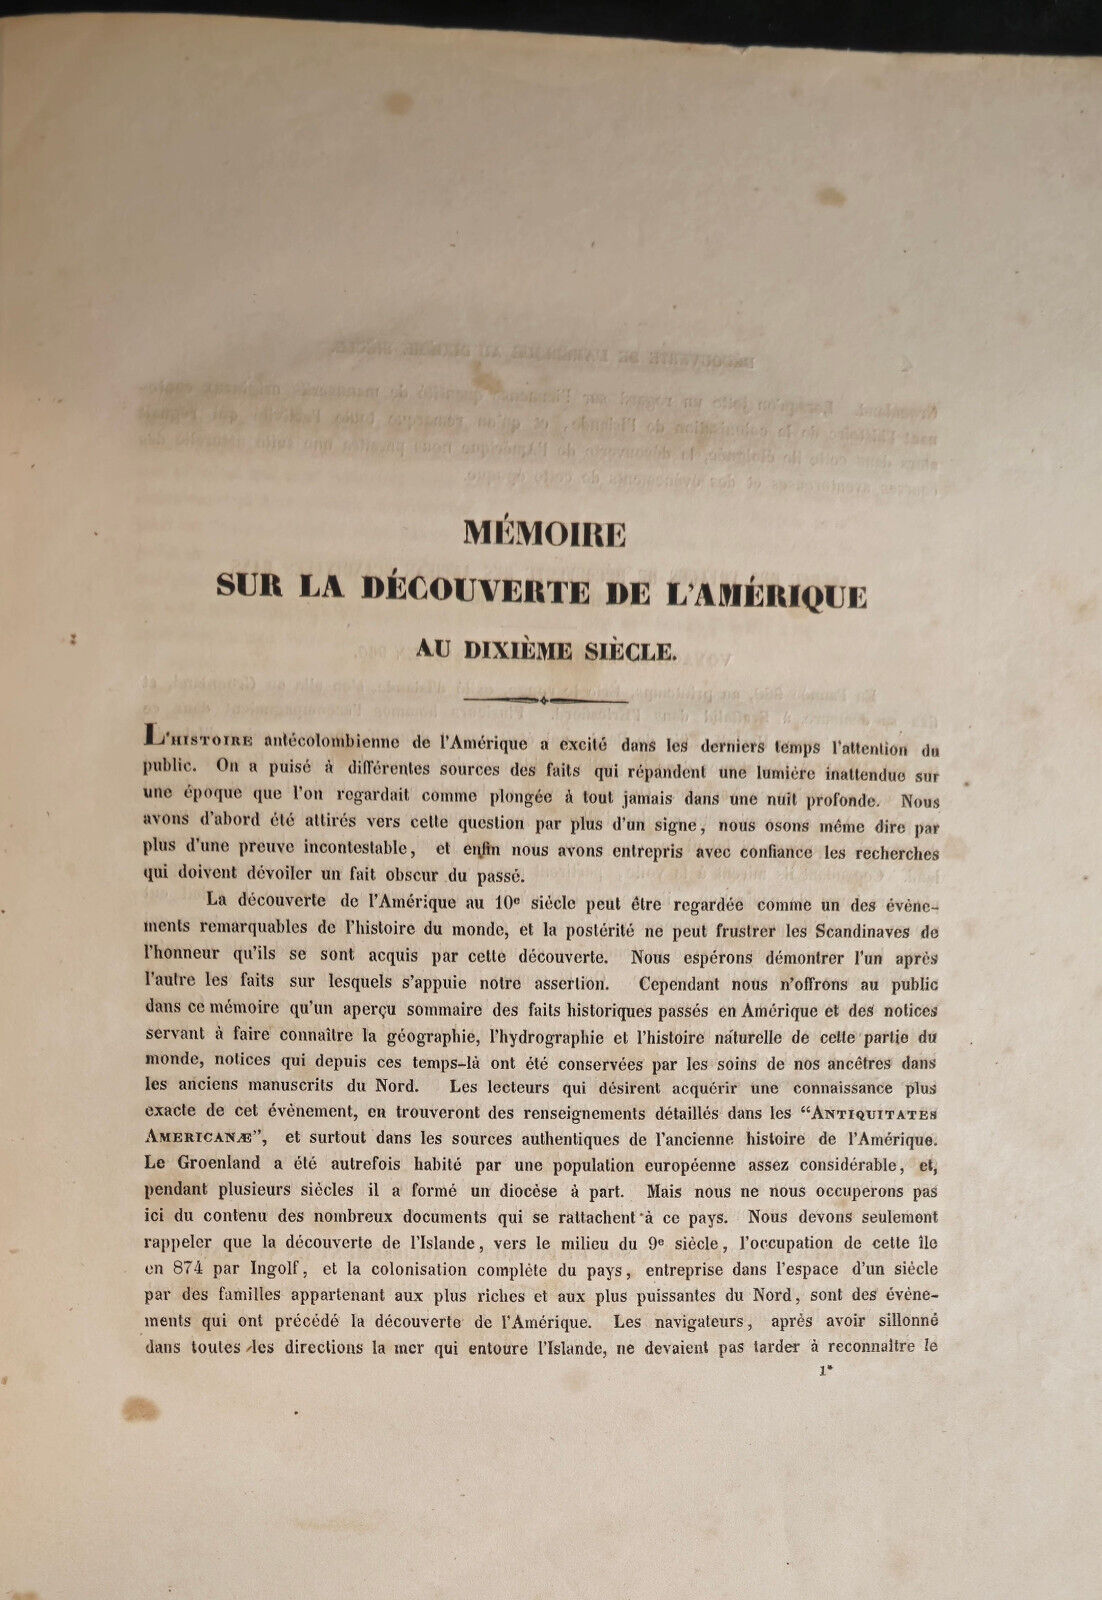 MÉMOIRE
SUR LA DÉCOUVERTE DE L'AMÉRIQUE
AU DIXIÈME SIÈCLE.
L'HISTOIRE antécolombienne de l'Amérique a excité dans les derniers temps l'attention du
public. On a puisé à différentes sources des faits qui répandent une lumière inattendue sur
une époque que l'on regardait comme plongée à tout jamais dans une nuit profonde. Nous
avons d'abord été attirés vers cette question par plus d'un signe, nous osons même dire par
plus d'une preuve incontestable, et enfin nous avons entrepris avec confiance les recherches
qui doivent dévoiler un fait obscur du passé.
La découverte de l'Amérique au 10e siècle peut être regardée comme un des évène-
ments remarquables de l'histoire du monde, et la postérité ne peut frustrer les Scandinaves de
l'honneur qu'ils se sont acquis par cette découverte. Nous espérons démontrer l'un après
l'autre les faits sur lesquels s'appuie notre assertion. Cependant nous n'offrons au public
dans ce mémoire qu'un aperçu sommaire des faits historiques passés en Amérique et des notices
servant à faire connaître la géographie, l'hydrographie et l'histoire naturelle de cette partie du
monde, notices qui depuis ces temps-là ont été conservées par les soins de nos ancêtres dans
les anciens manuscrits du Nord. Les lecteurs qui désirent acquérir une connaissance plus
exacte de cet évènement, en trouveront des renseignements détaillés dans les "ANTIQUITATES
AMERICANÆ", et surtout dans les sources authentiques de l'ancienne histoire de l'Amérique.
Le Groenland a été autrefois habité par une population européenne assez considérable, et,
pendant plusieurs siècles il a formé un diocèse à part. Mais nous ne nous occuperons pas
ici du contenu des nombreux documents qui se rattachent à ce pays. Nous devons seulement
rappeler que la découverte de l'Islande, vers le milieu du 9e siècle, l'occupation de cette île
en 874 par Ingolf, et la colonisation complète du pays, entreprise dans l'espace d'un siècle
par des familles appartenant aux plus riches et aux plus puissantes du Nord, sont des évène-
ments qui ont précédé la découverte de l'Amérique. Les navigateurs, après avoir sillonné
dans toutes les directions la mer qui entoure l'Islande, ne devaient pas tarder à reconnaître le
1*